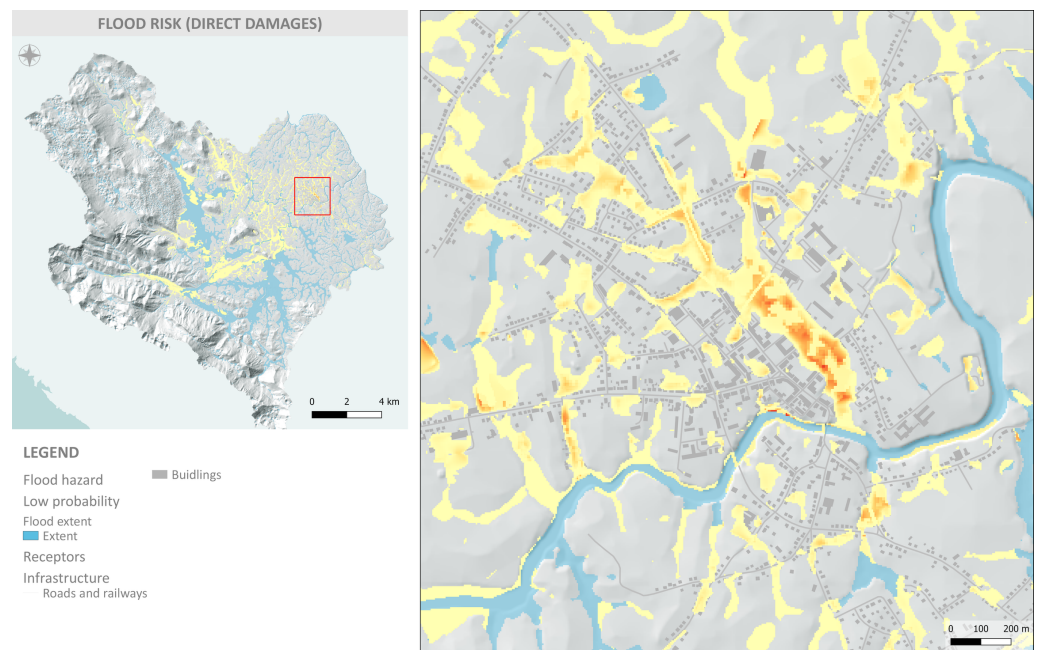 FLOOD RISK (DIRECT DAMAGES)
0 2 4 km
LEGEND
Flood hazard
Buidlings
Low probability
Flood extent
Extent
Receptors
Infrastructure
Roads and railways
0 100 200 m